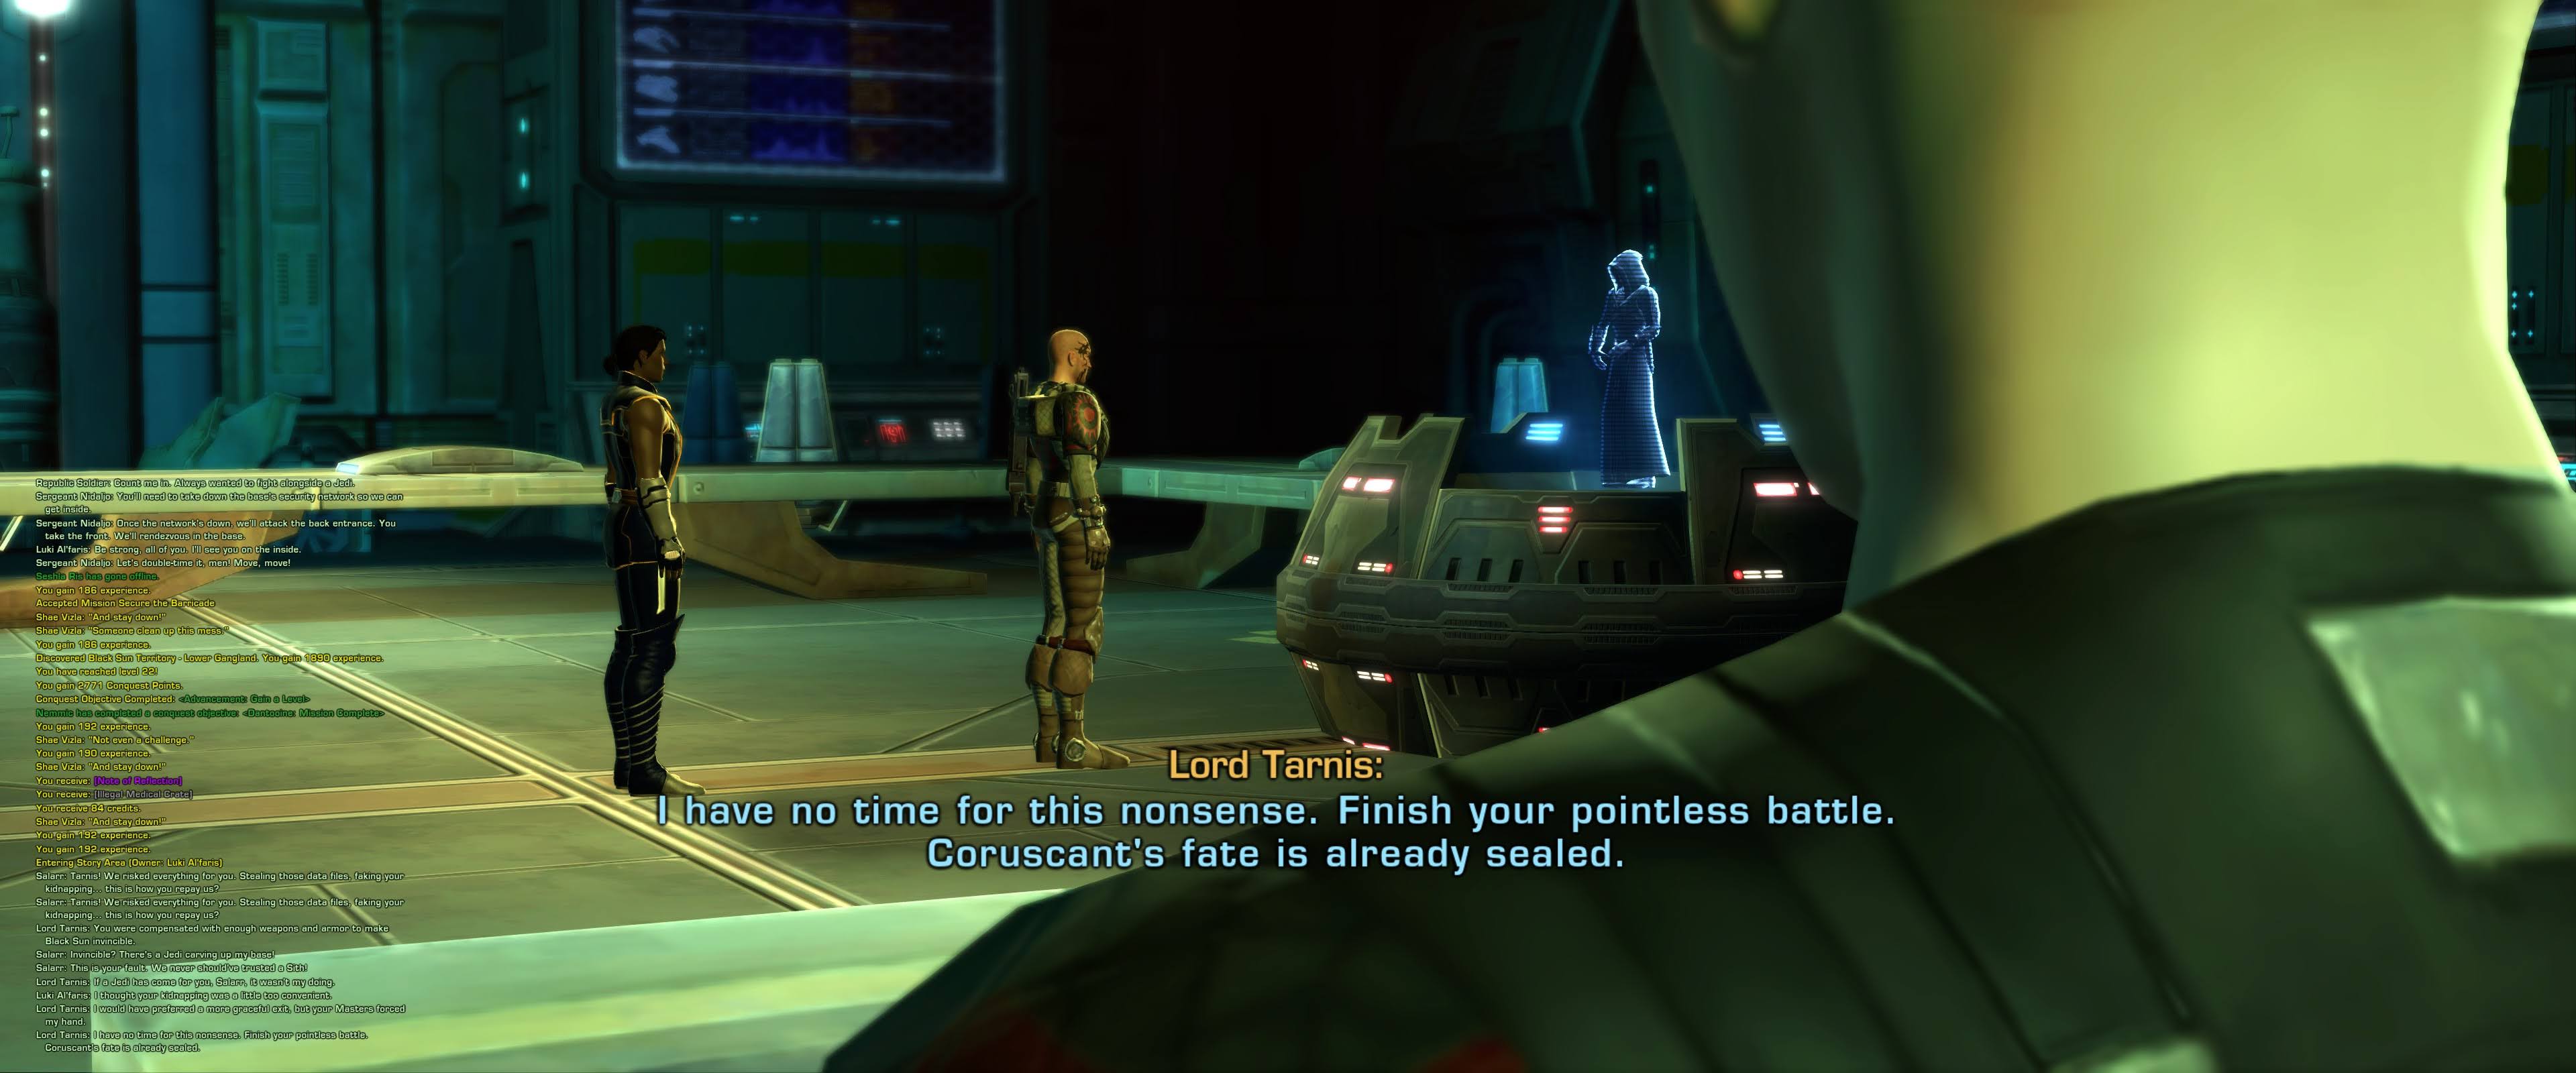 Republic Soldier: Count me in. Always wanted to fight alongside a Jedi.
Sergeant Nidaljo: You'll need to take down the base's security network so we can
get inside.
Sergeant Nidaljo: Once the network's down, we'll attack the back entrance. You
take the front. We'll rendezvous in the base.
Luki Al'faris: Be strong, all of you. I'll see you on the inside.
Sergeant Nidaljo: Let's double-time it, men! Move, move!
Seshia Ris has gone offline.
You gain 186 experience.
Accepted Mission Secure the Barricade
Shae Vizla: "And stay down!"
Shae Vizla: "Someone clean up this mess."
You gain 186 experience.
Discovered Black Sun Territory - Lower Gangland. You gain 1890 experience.
You have reached level 22!
You gain 2771 Conquest Points.
Conquest Objective Completed: <Advancement: Gain a Level>
Nemmic has completed a conquest objective: <Dantooine: Mission Complete>
You gain 192 experience.
Shae Vizla: "Not even a challenge."
You gain 190 experience.
Shae Vizla: "And stay down!"
You receive: [Note of Reflection]
You receive: [Illegal Medical Crate]
You receive 84 credits.
Shae Vizla: "And stay down!"
You gain 192 experience.
You gain 192 experience.
Entering Story Area (Owner: Luki Al'faris)
Salarr: Tarnis! We risked everything for you. Stealing those data files, faking your
kidnapping... this is how you repay us?
Salarr: Tarnis! We risked everything for you. Stealing those data files, faking your
kidnapping... this is how you repay us?
Lord Tarnis: You were compensated with enough weapons and armor to make
Black Sun invincible.
Salarr: Invincible? There's a Jedi carving up my base!
Salarr: This is your fault. We never should've trusted a Sith!
Lord Tarnis: If a Jedi has come for you, Salarr, it wasn't my doing.
Luki Al'faris: I thought your kidnapping was a little too convenient.
Lord Tarnis: I would have preferred a more graceful exit, but your Masters forced
my hand.
Lord Tarnis: I have no time for this nonsense. Finish your pointless battle.
Coruscant's fate is already sealed.
Lord Tarnis:
I have no time for this nonsense. Finish your pointless battle.
Coruscant's fate is already sealed.